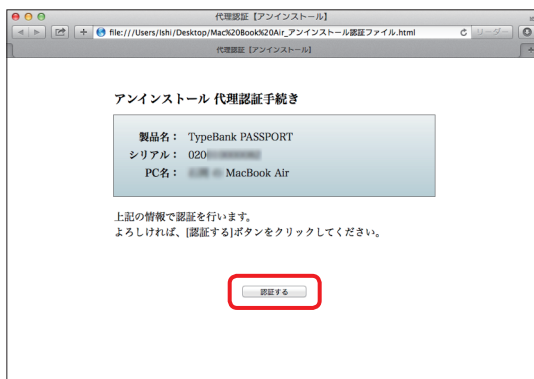 代理認証【アンインストール】
file:///Users/Ishi/Desktop/Mac%20Book%20Air_アンインストール認証ファイル.html
リーダー
代理認証【アンインストール】
アンインストール 代理認証手続き
製品名： TypeBank PASSPORT
シリアル： 020
PC名： MacBook Air
上記の情報で認証を行います。
よろしければ、[認証する]ボタンをクリックしてください。
認証する